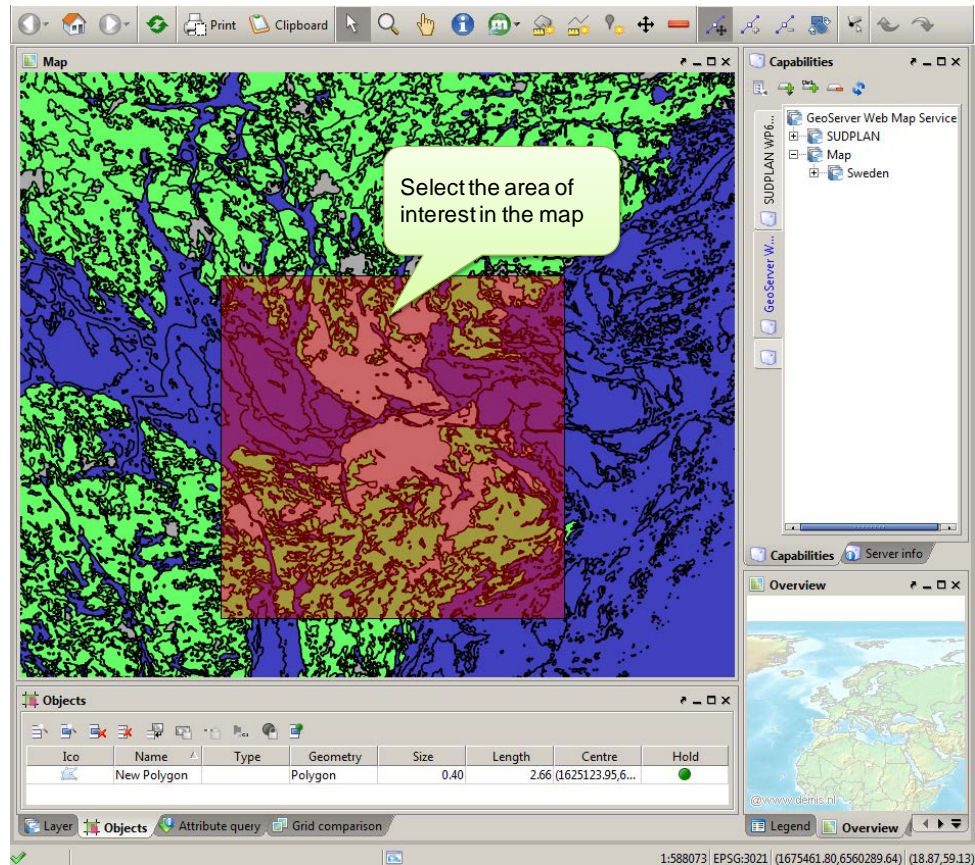 Print Clipboard
Map
Select the area of
interest in the map
Capabilities
SUDPLAN WP6...
GeoServer W...
GeoServer Web Map Service
SUDPLAN
Map
Sweden
Capabilities Server info
Overview
@www.demis.nl
Legend Overview
Objects
Ico Name Type Geometry Size Length Centre Hold
New Polygon Polygon 0.40 2.66 (1625123.95,6...
Layer Objects Attribute query Grid comparison
1:588073 EPSG:3021 (1675461.80,6560289.64) (18.87,59.13)